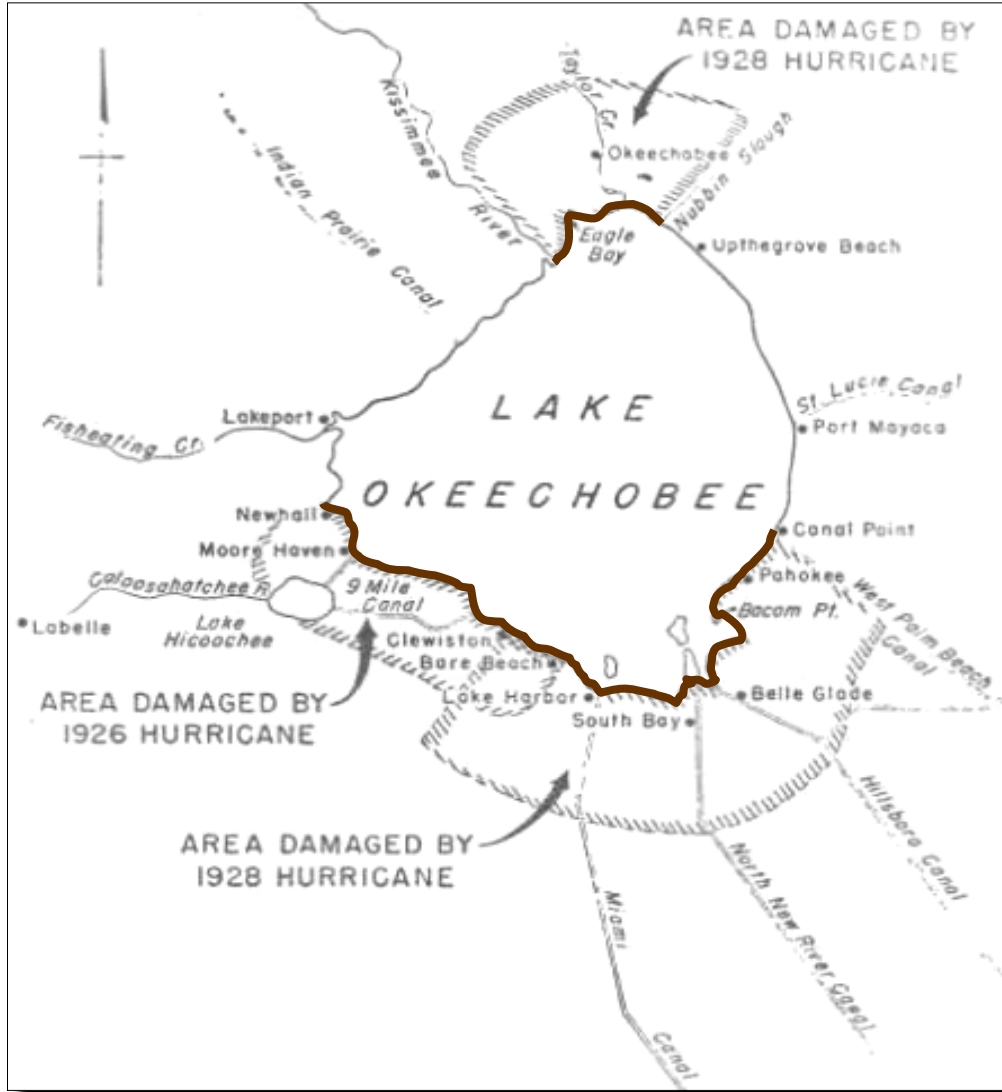 AREA DAMAGED BY
1928 HURRICANE
Taylor Cr.
Kissimmee
River
Okeechobee
Nubbin Slough
Indian Prairie Canal
Eagle
Bay
Upthegrove Beach
LAKE
OKEECHOBEE
St. Lucie Canal
Port Mayaca
Lakeport
Fisheating Cr.
Newhall
Moore Haven
Canal Point
Caloosahatchee R.
9 Mile
Canal
Pahokee
Bacom Pt.
West Palm Beach
Canal
Labelle
Lake
Hicoochee
Clewiston
Bare Beach
Lake Harbor
Belle Glade
South Bay
AREA DAMAGED BY
1926 HURRICANE
AREA DAMAGED BY
1928 HURRICANE
Hillsboro Canal
North New River Canal
Miami
Canal